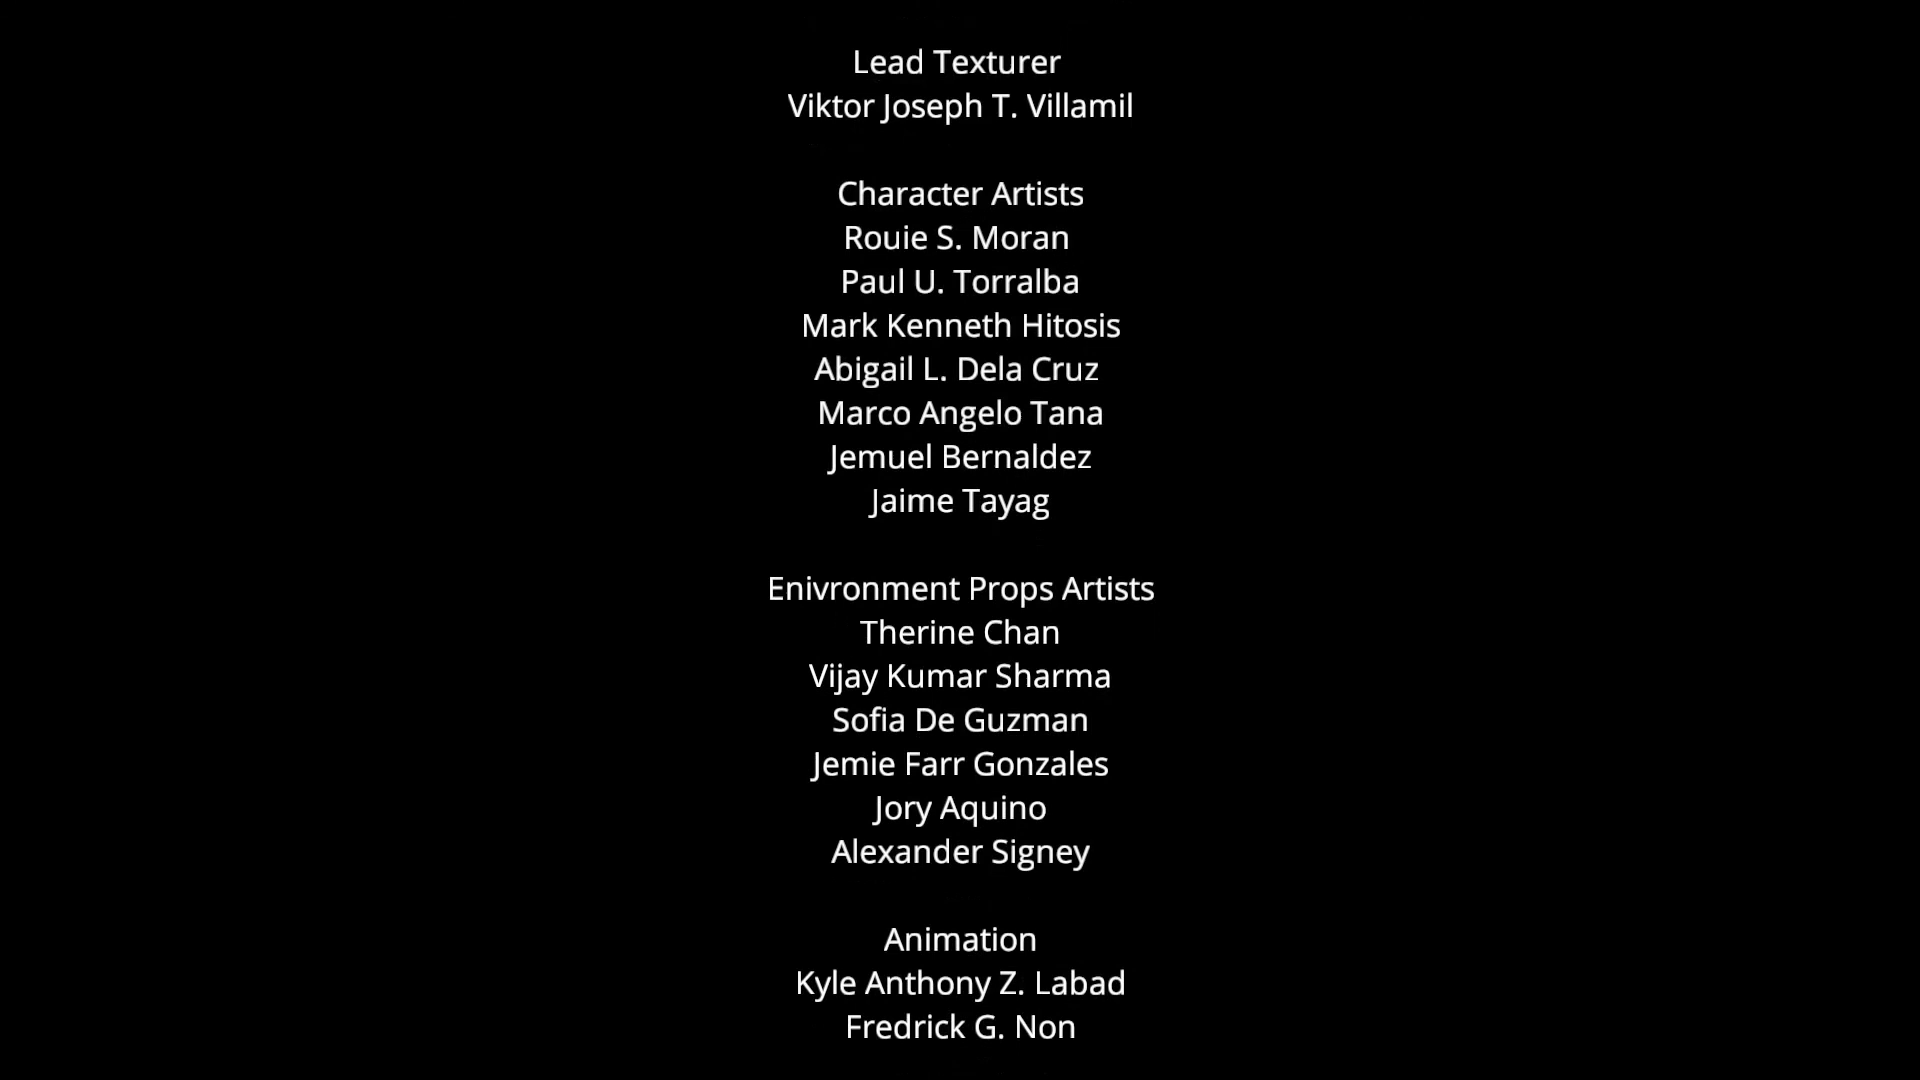 Lead Texturer
Viktor Joseph T. Villamil
Character Artists
Rouie S. Moran
Paul U. Torralba
Mark Kenneth Hitosis
Abigail L. Dela Cruz
Marco Angelo Tana
Jemuel Bernaldez
Jaime Tayag
Enivronment Props Artists
Therine Chan
Vijay Kumar Sharma
Sofia De Guzman
Jemie Farr Gonzales
Jory Aquino
Alexander Signey
Animation
Kyle Anthony Z. Labad
Fredrick G. Non